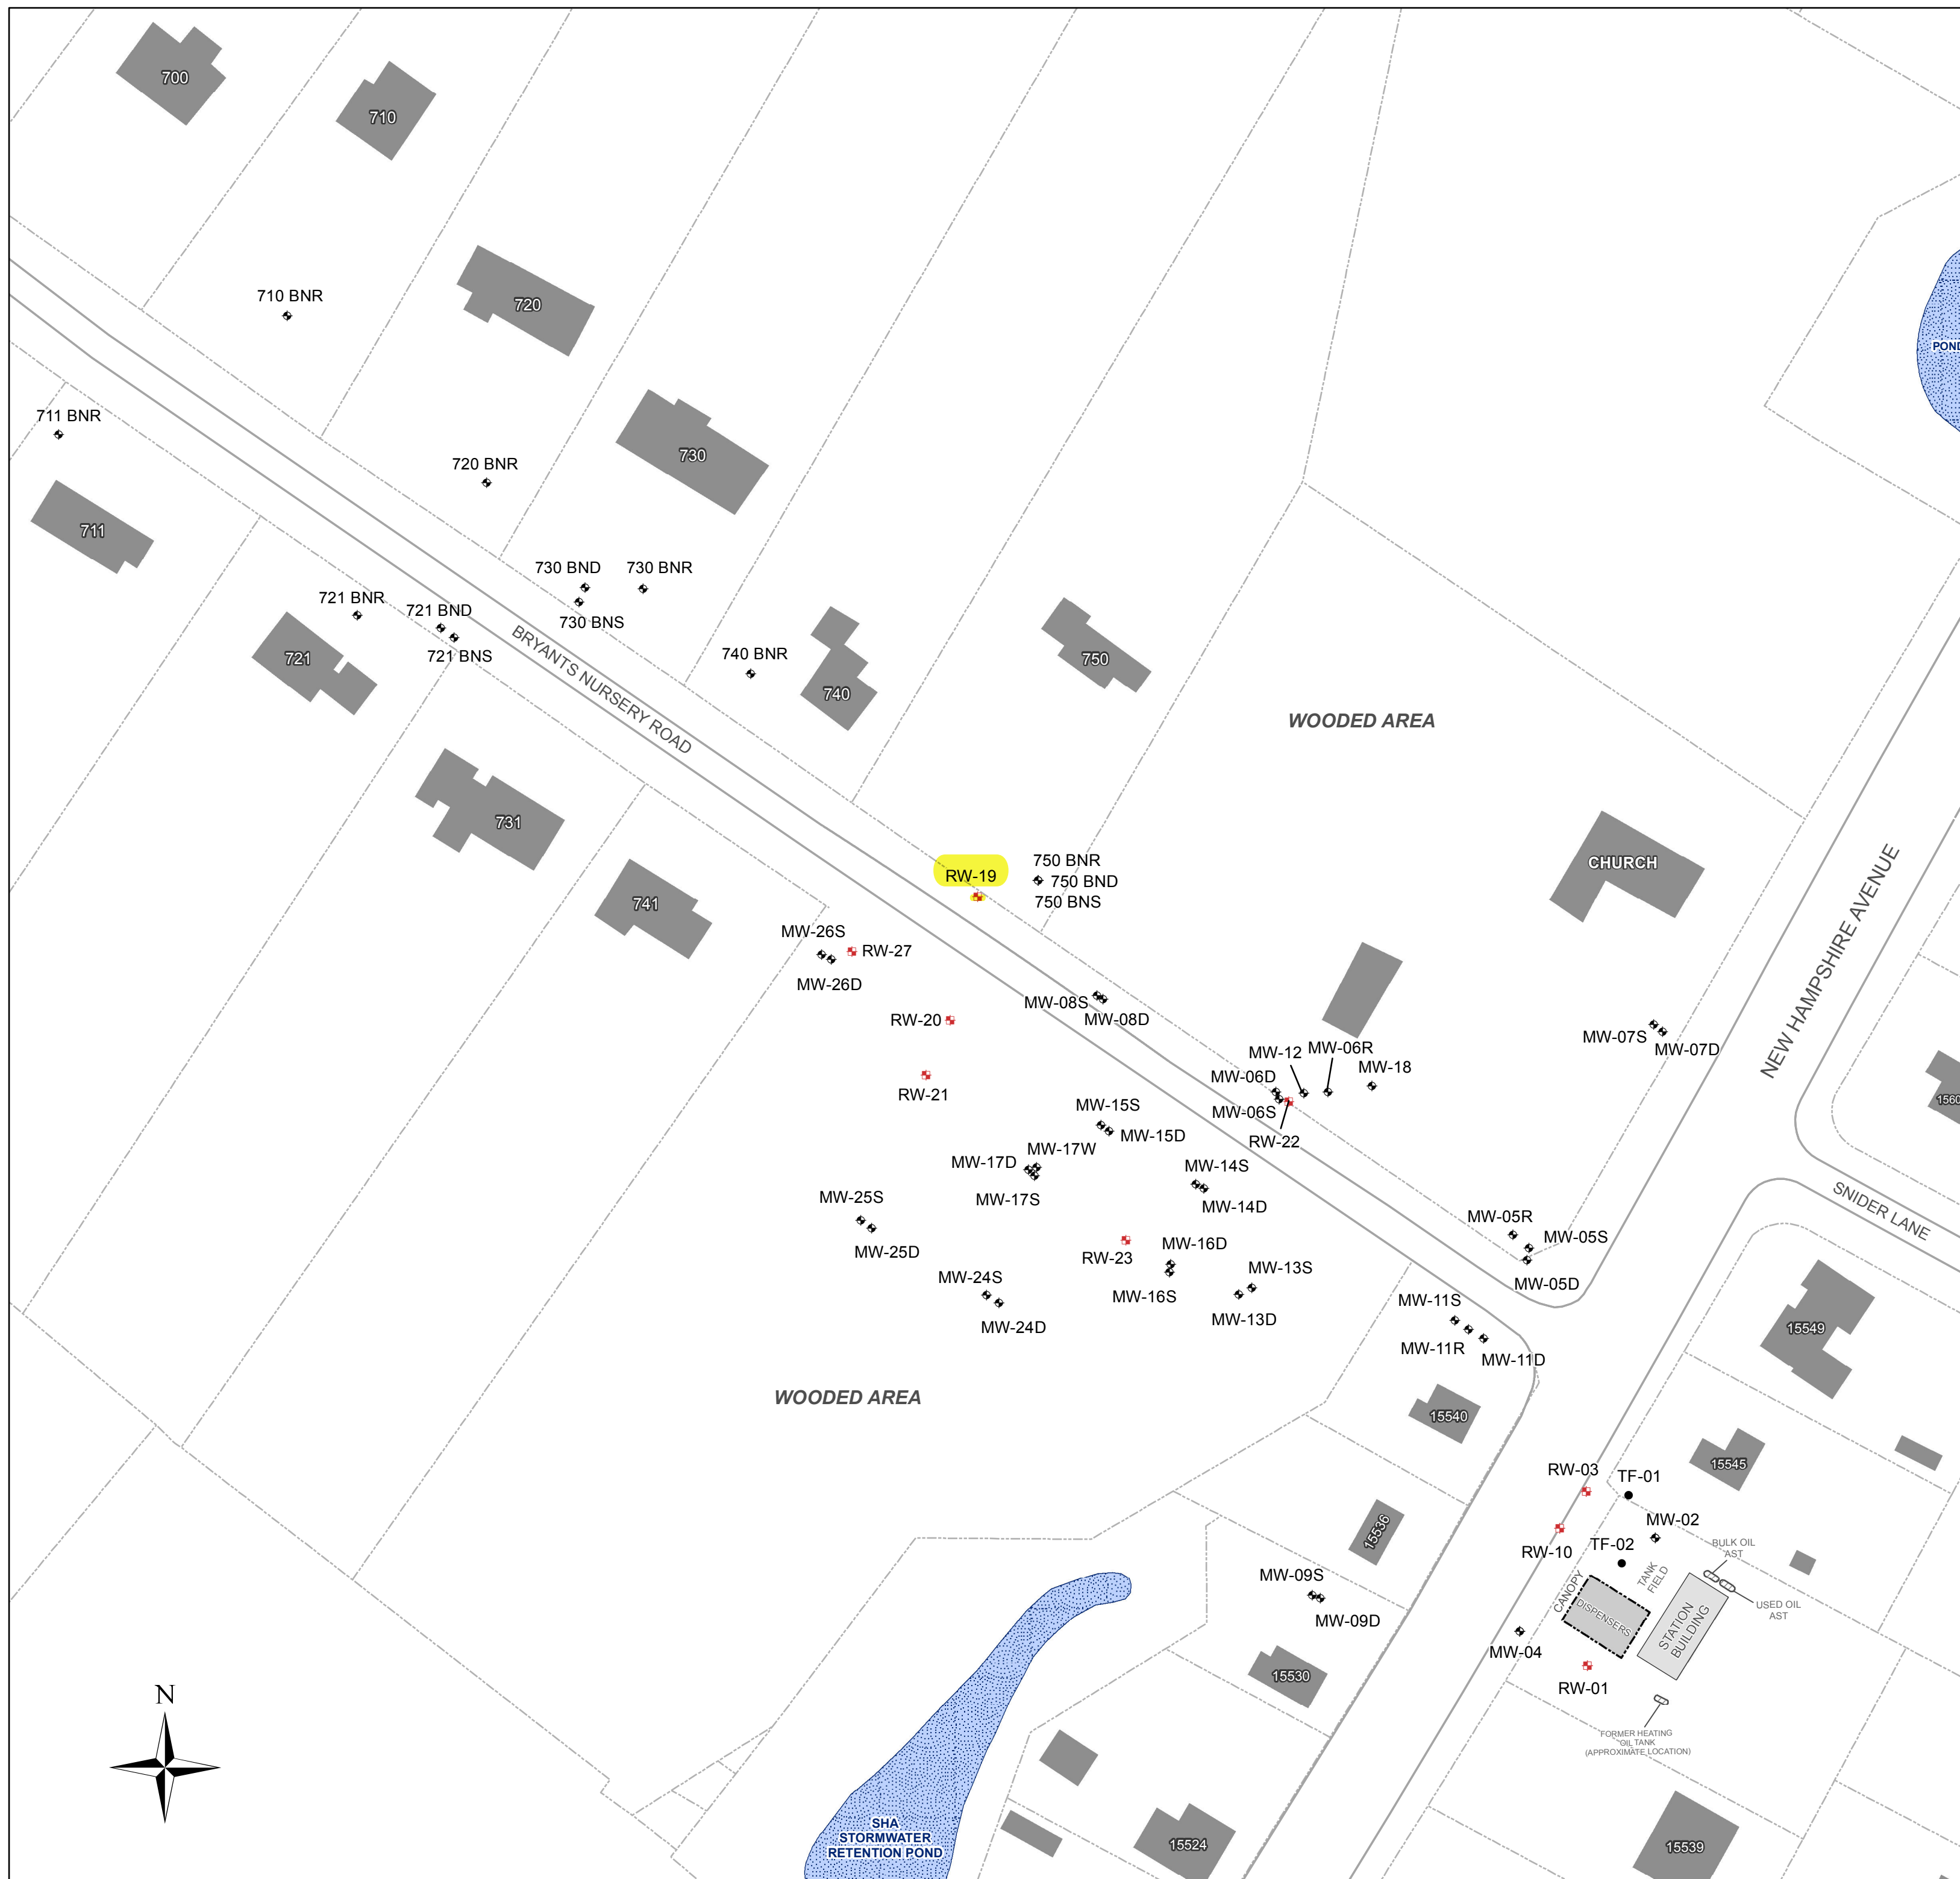 700
710
710 BNR
720
POND
711 BNR
720 BNR
730
711
730 BND
730 BNR
721 BNR
721 BND
730 BNS
721
721 BNS
BRYANTS NURSERY ROAD
740 BNR
740
750
WOODED AREA
731
741
RW-19
750 BNR
750 BND
750 BNS
CHURCH
NEW HAMPSHIRE AVENUE
MW-26S
RW-27
MW-26D
RW-20
MW-08S
MW-08D
RW-21
MW-12
MW-06R
MW-18
MW-06D
MW-06S
RW-22
MW-07S
MW-07D
1560
MW-15S
MW-15D
MW-17W
MW-17D
MW-17S
MW-14S
MW-14D
MW-25S
MW-25D
SNIDER LANE
MW-05R
MW-05S
MW-05D
RW-23
MW-16D
MW-16S
MW-13S
MW-13D
MW-24S
MW-24D
MW-11S
MW-11R
MW-11D
15549
WOODED AREA
15540
15545
RW-03
TF-01
MW-02
RW-10
TF-02
BULK OIL
AST
TANK
FIELD
CANOPY
DISPENSERS
STATION
BUILDING
USED OIL
AST
15536
MW-09S
MW-09D
MW-04
RW-01
15530
FORMER HEATING
OIL TANK
(APPROXIMATE LOCATION)
N
SHA
STORMWATER
RETENTION POND
15524
15539